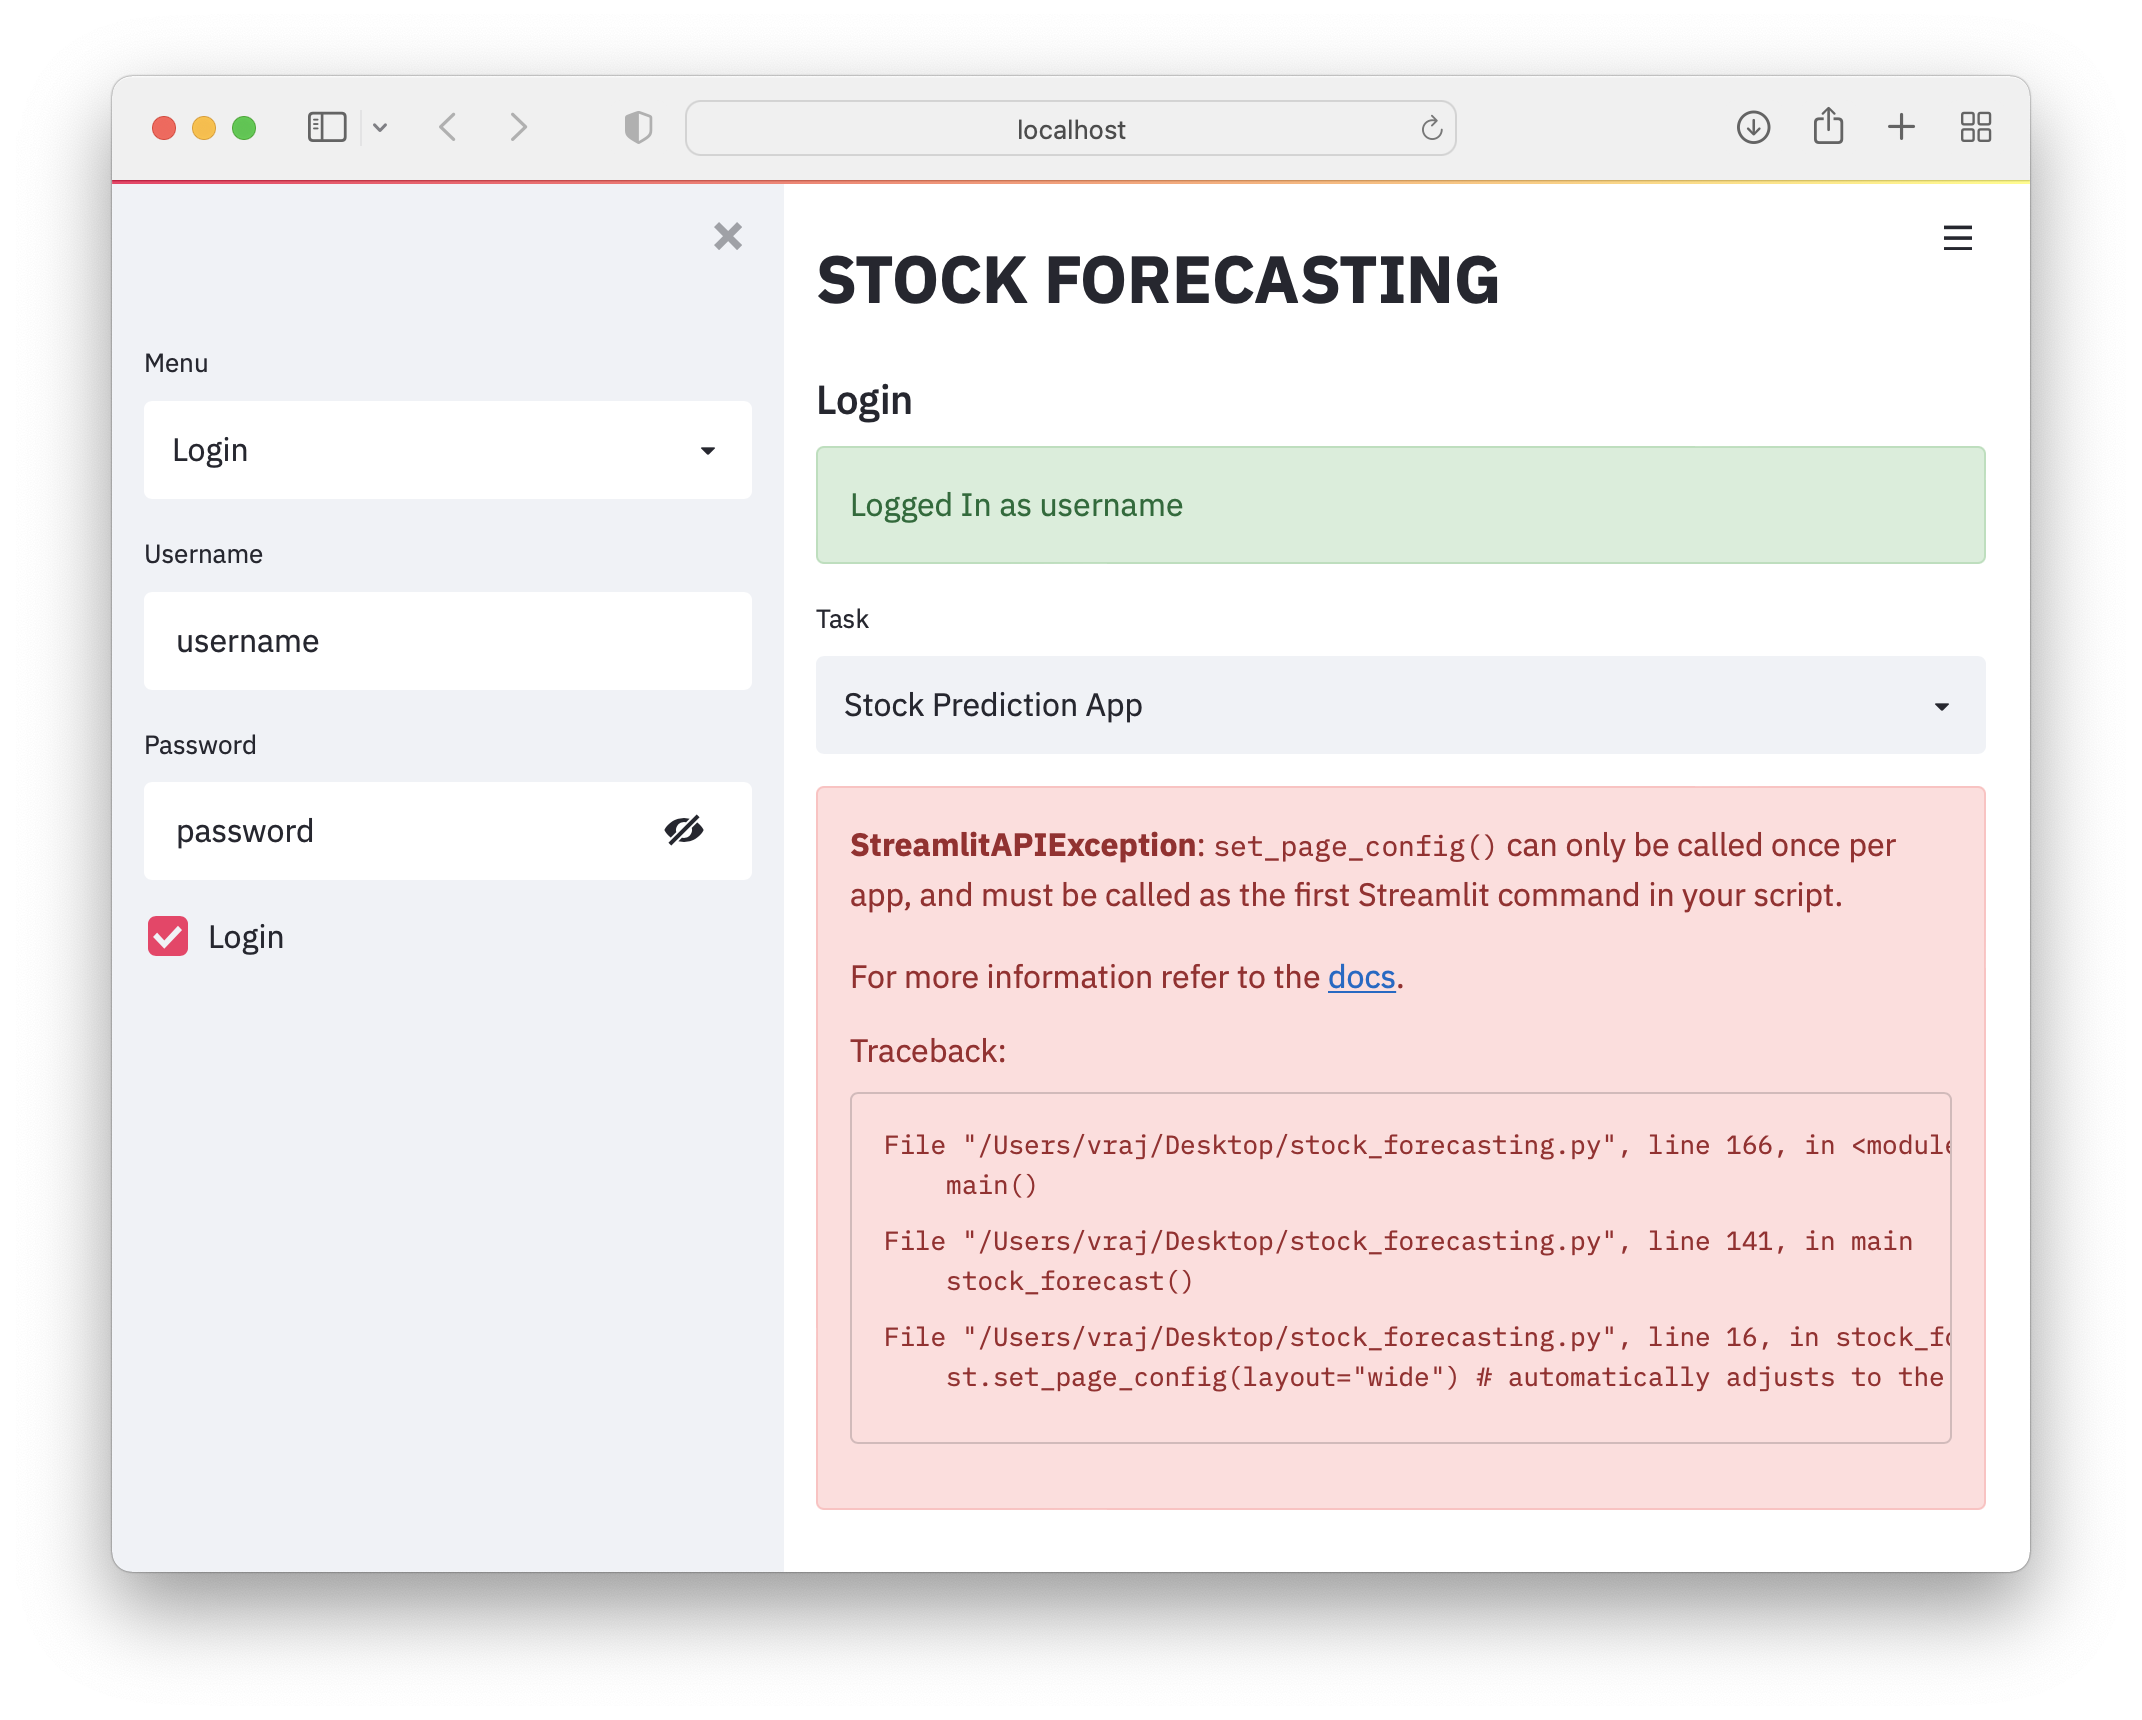 localhost
Menu
Login
Username
username
Password
password
Login
STOCK FORECASTING
Login
Logged In as username
Task
Stock Prediction App
StreamlitAPIException: set_page_config() can only be called once per
app, and must be called as the first Streamlit command in your script.
For more information refer to the docs.
Traceback:
File "/Users/vraj/Desktop/stock_forecasting.py", line 166, in <module
main()
File "/Users/vraj/Desktop/stock_forecasting.py", line 141, in main
stock_forecast()
File "/Users/vraj/Desktop/stock_forecasting.py", line 16, in stock_fo
st.set_page_config(layout="wide") # automatically adjusts to the